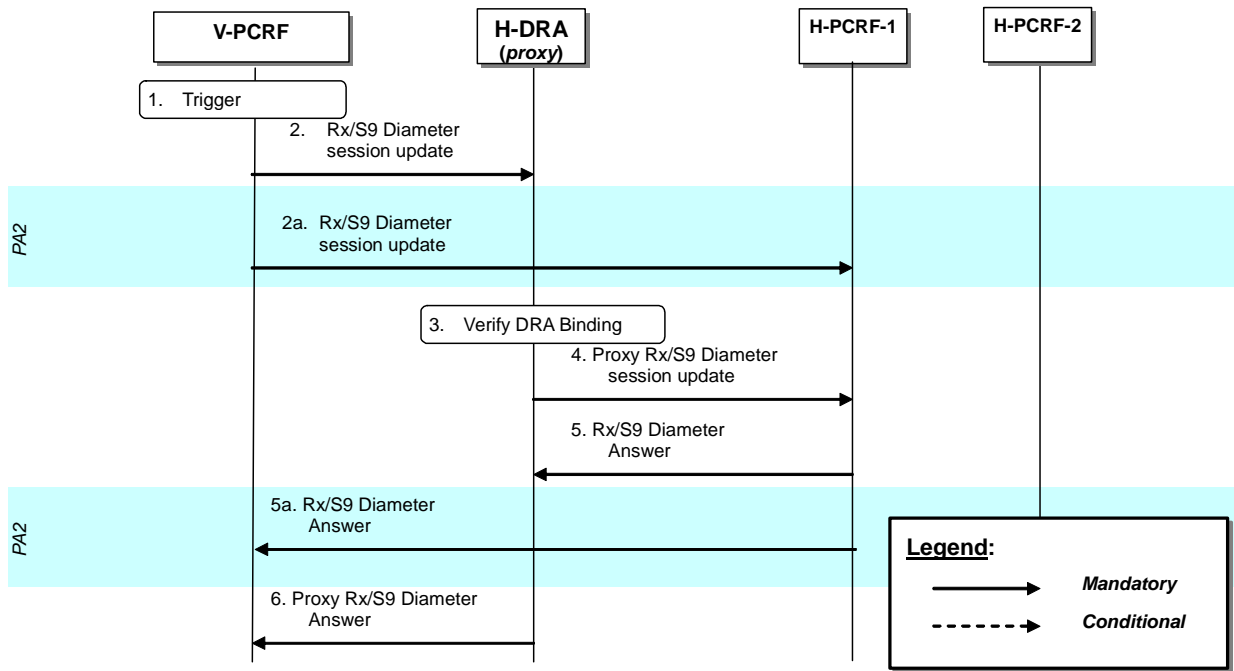 V-PCRF
H-DRA
(proxy)
H-PCRF-1
H-PCRF-2
1. Trigger
2. Rx/S9 Diameter
session update
PA2
2a. Rx/S9 Diameter
session update
3. Verify DRA Binding
4. Proxy Rx/S9 Diameter
session update
5. Rx/S9 Diameter
Answer
PA2
5a. Rx/S9 Diameter
Answer
6. Proxy Rx/S9 Diameter
Answer
Legend:
Mandatory
Conditional